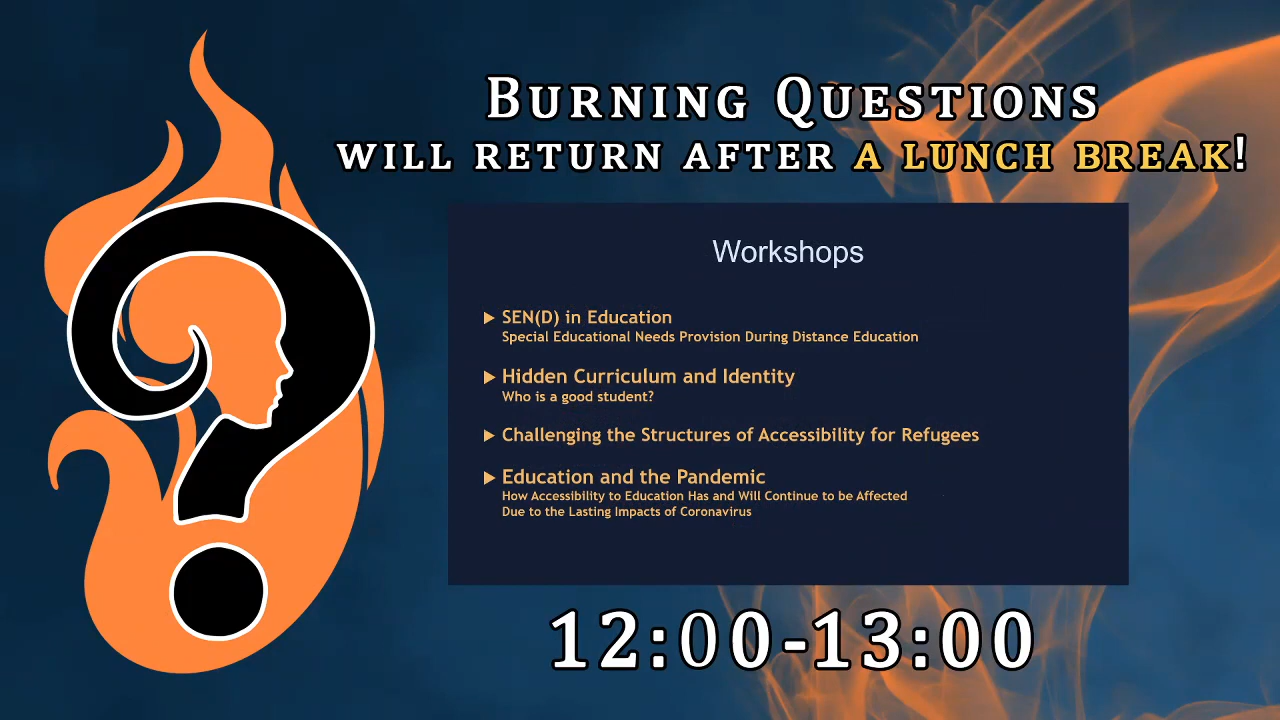 Burning Questions
will return after a lunch break!
Workshops
▶ SEN(D) in Education
Special Educational Needs Provision During Distance Education
▶ Hidden Curriculum and Identity
Who is a good student?
▶ Challenging the Structures of Accessibility for Refugees
▶ Education and the Pandemic
How Accessibility to Education Has and Will Continue to be Affected
Due to the Lasting Impacts of Coronavirus
12:00-13:00